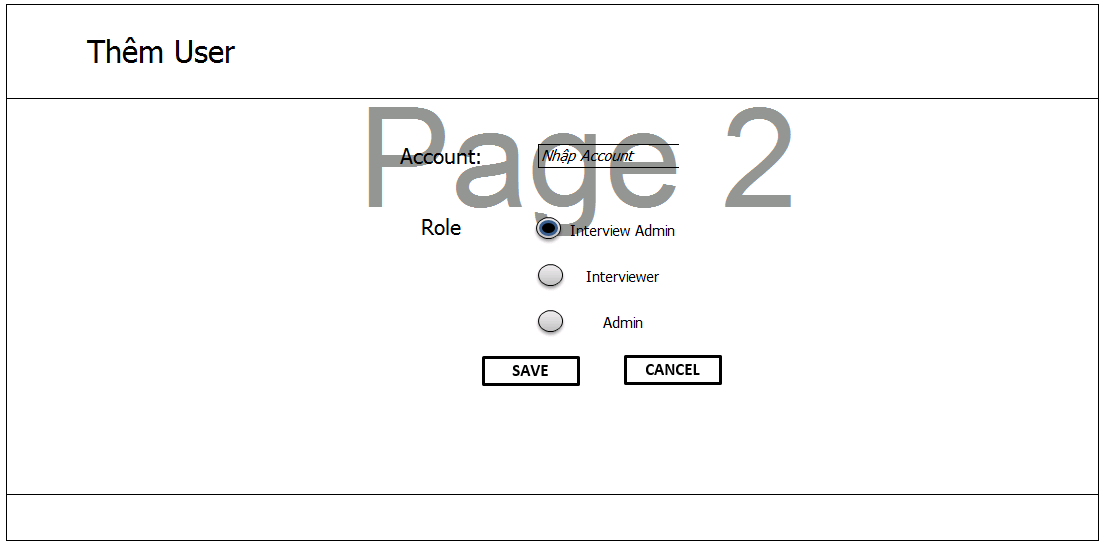 Thêm User
Page 2
Account: Nhập Account
Role Interview Admin
Interviewer
Admin
SAVE CANCEL